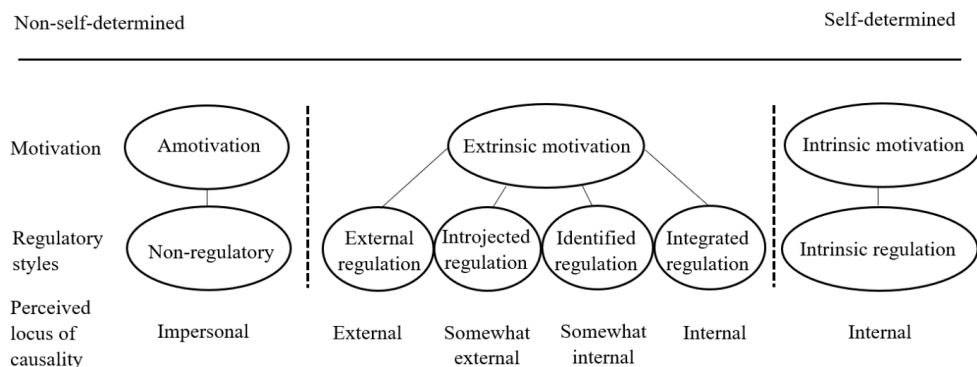 Non-self-determined
Self-determined
Motivation
Amotivation
Extrinsic motivation
Intrinsic motivation
Regulatory
styles
Non-regulatory
External
regulation
Introjected
regulation
Identified
regulation
Integrated
regulation
Intrinsic regulation
Perceived
locus of
causality
Impersonal
External
Somewhat
external
Somewhat
internal
Internal
Internal